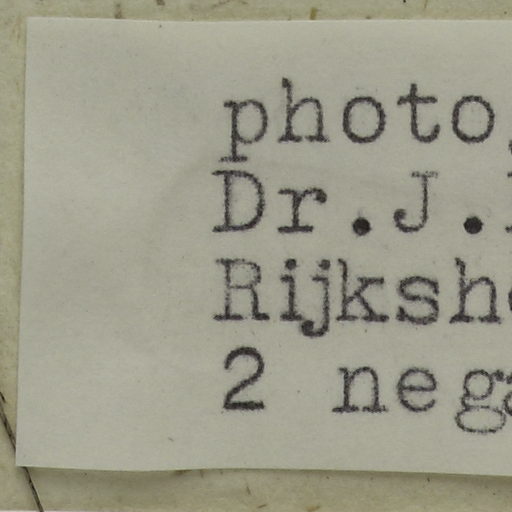 photo
Dr.J.
Rijksh
2 neg